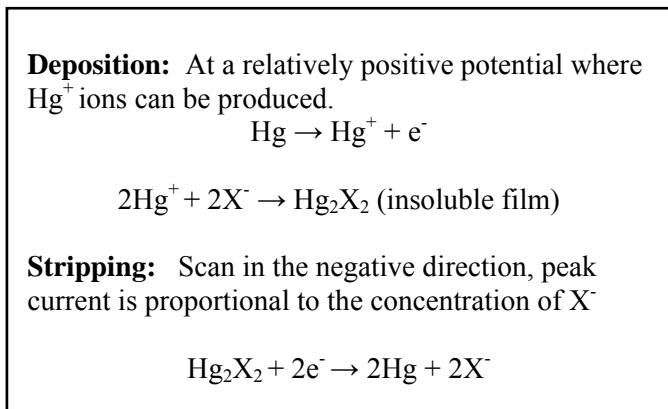 Deposition: At a relatively positive potential where
Hg⁺ ions can be produced.
Hg → Hg⁺ + e⁻
2Hg⁺ + 2X⁻ → Hg₂X₂ (insoluble film)
Stripping: Scan in the negative direction, peak
current is proportional to the concentration of X⁻
Hg₂X₂ + 2e⁻ → 2Hg + 2X⁻